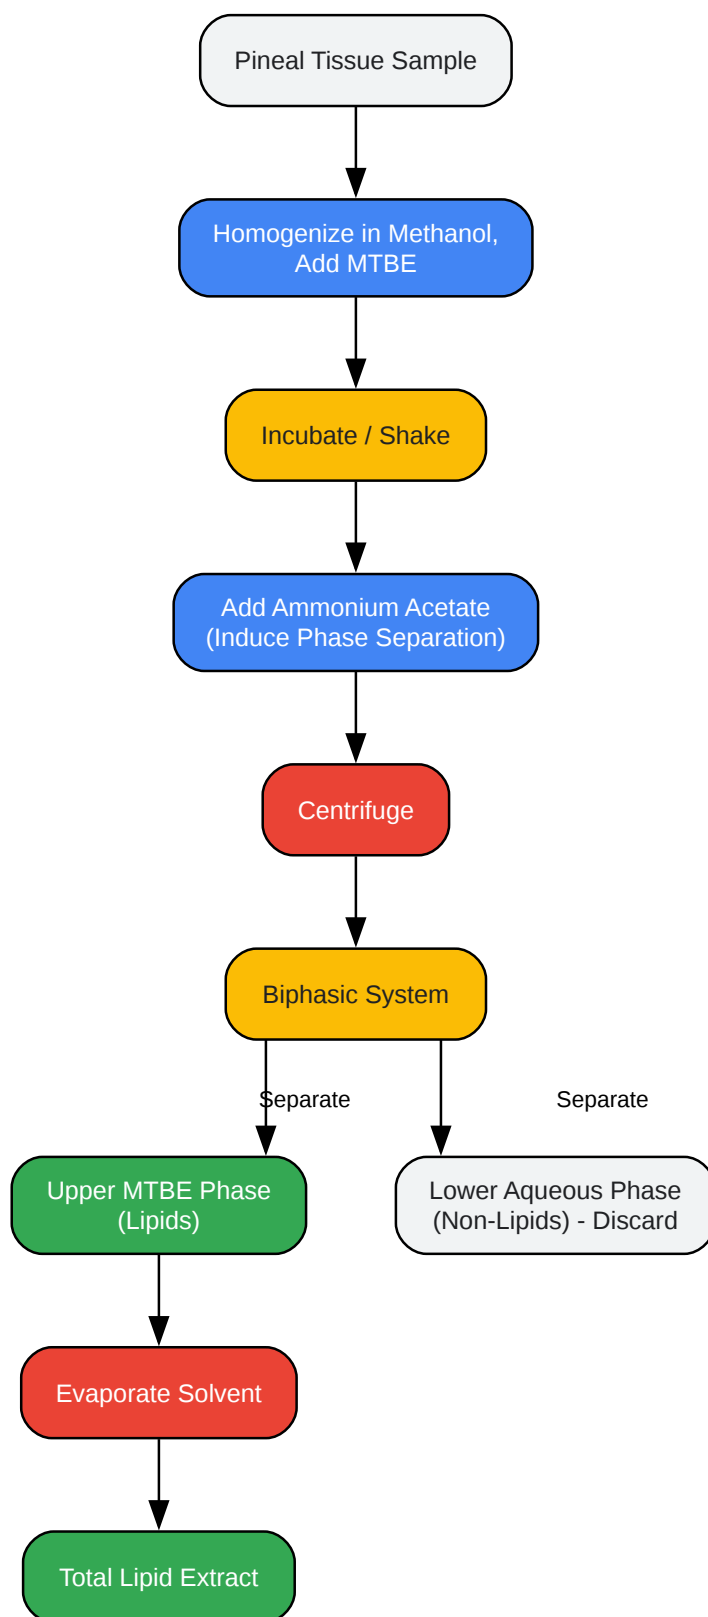 Pineal Tissue Sample
Homogenize in Methanol,
Add MTBE
Incubate / Shake
Add Ammonium Acetate
(Induce Phase Separation)
Centrifuge
Biphasic System
Separate
Separate
Upper MTBE Phase
(Lipids)
Lower Aqueous Phase
(Non-Lipids) - Discard
Evaporate Solvent
Total Lipid Extract